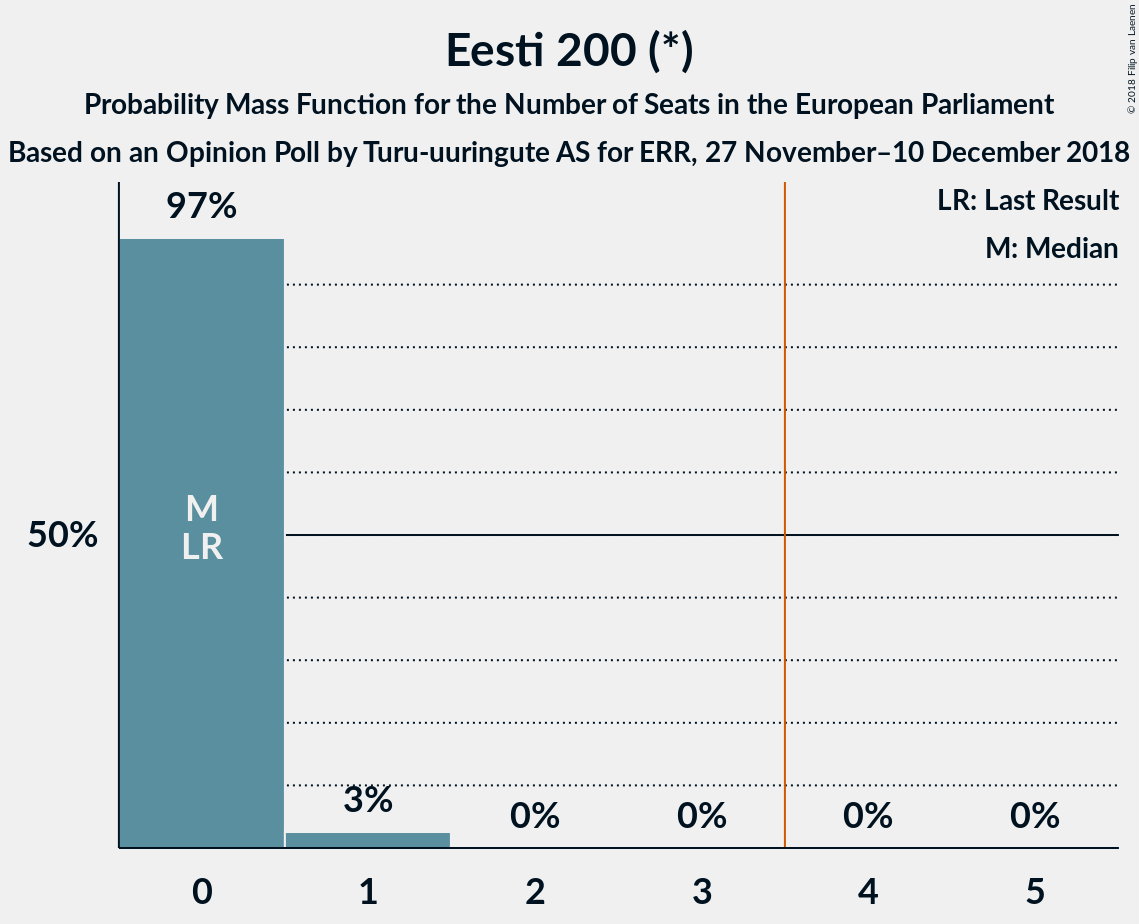 Eesti 200 (*)
Probability Mass Function for the Number of Seats in the European Parliament
Based on an Opinion Poll by Turu-uuringute AS for ERR, 27 November–10 December 2018
© 2018 Filip van Laenen
LR: Last Result
M: Median
97%
M
LR
50%
3%
0%
0%
0%
0%
0
1
2
3
4
5